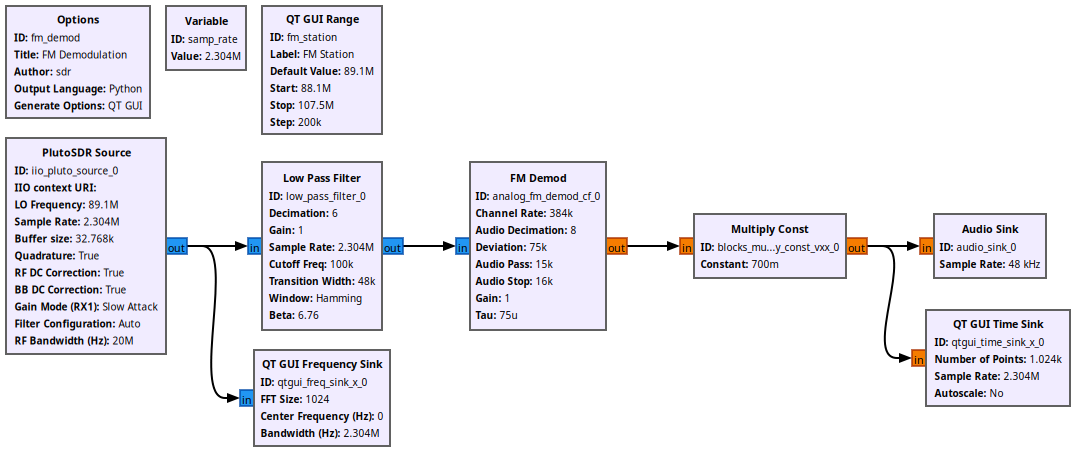 Options
ID: fm_demod
Title: FM Demodulation
Author: sdr
Output Language: Python
Generate Options: QT GUI
Variable
ID: samp_rate
Value: 2.304M
QT GUI Range
ID: fm_station
Label: FM Station
Default Value: 89.1M
Start: 88.1M
Stop: 107.5M
Step: 200k
PlutoSDR Source
ID: iio_pluto_source_0
IIO context URI:
LO Frequency: 89.1M
Sample Rate: 2.304M
Buffer size: 32.768k
Quadrature: True
RF DC Correction: True
BB DC Correction: True
Gain Mode (RX1): Slow Attack
Filter Configuration: Auto
RF Bandwidth (Hz): 20M
out
in
Low Pass Filter
ID: low_pass_filter_0
Decimation: 6
Gain: 1
Sample Rate: 2.304M
Cutoff Freq: 100k
Transition Width: 48k
Window: Hamming
Beta: 6.76
out
in
FM Demod
ID: analog_fm_demod_cf_0
Channel Rate: 384k
Audio Decimation: 8
Deviation: 75k
Audio Pass: 15k
Audio Stop: 16k
Gain: 1
Tau: 75u
out
in
Multiply Const
ID: blocks_mu...y_const_vxx_0
Constant: 700m
out
in
Audio Sink
ID: audio_sink_0
Sample Rate: 48 kHz
in
QT GUI Time Sink
ID: qtgui_time_sink_x_0
Number of Points: 1.024k
Sample Rate: 2.304M
Autoscale: No
in
QT GUI Frequency Sink
ID: qtgui_freq_sink_x_0
FFT Size: 1024
Center Frequency (Hz): 0
Bandwidth (Hz): 2.304M